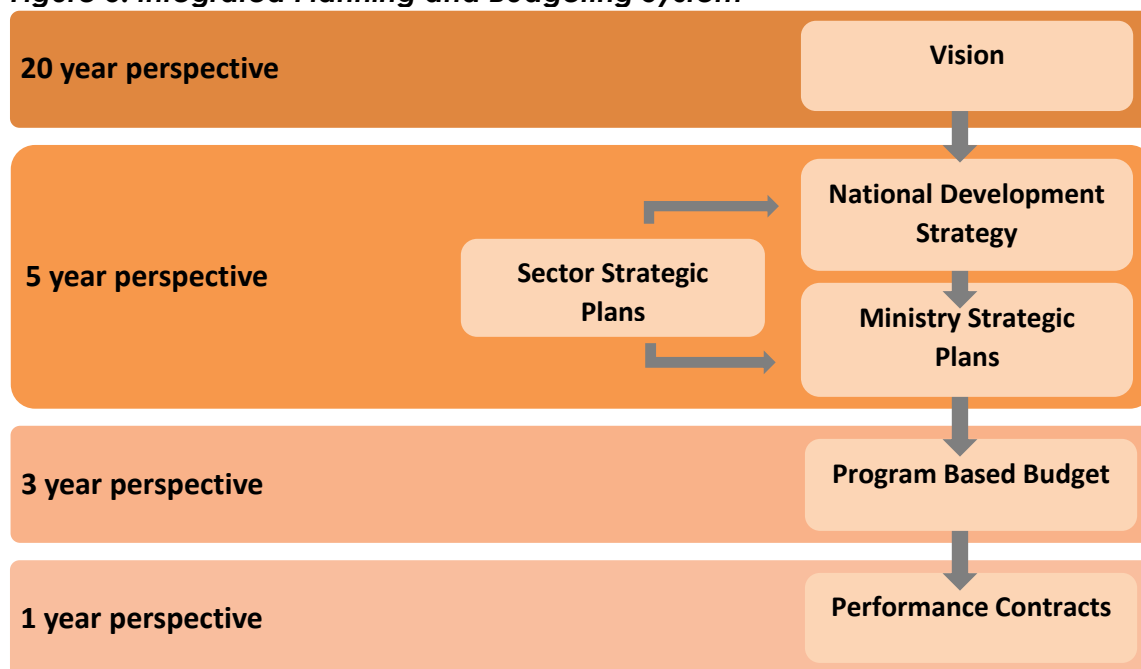 20 year perspective
Vision
5 year perspective
Sector Strategic
Plans
National Development
Strategy
Ministry Strategic
Plans
3 year perspective
Program Based Budget
1 year perspective
Performance Contracts